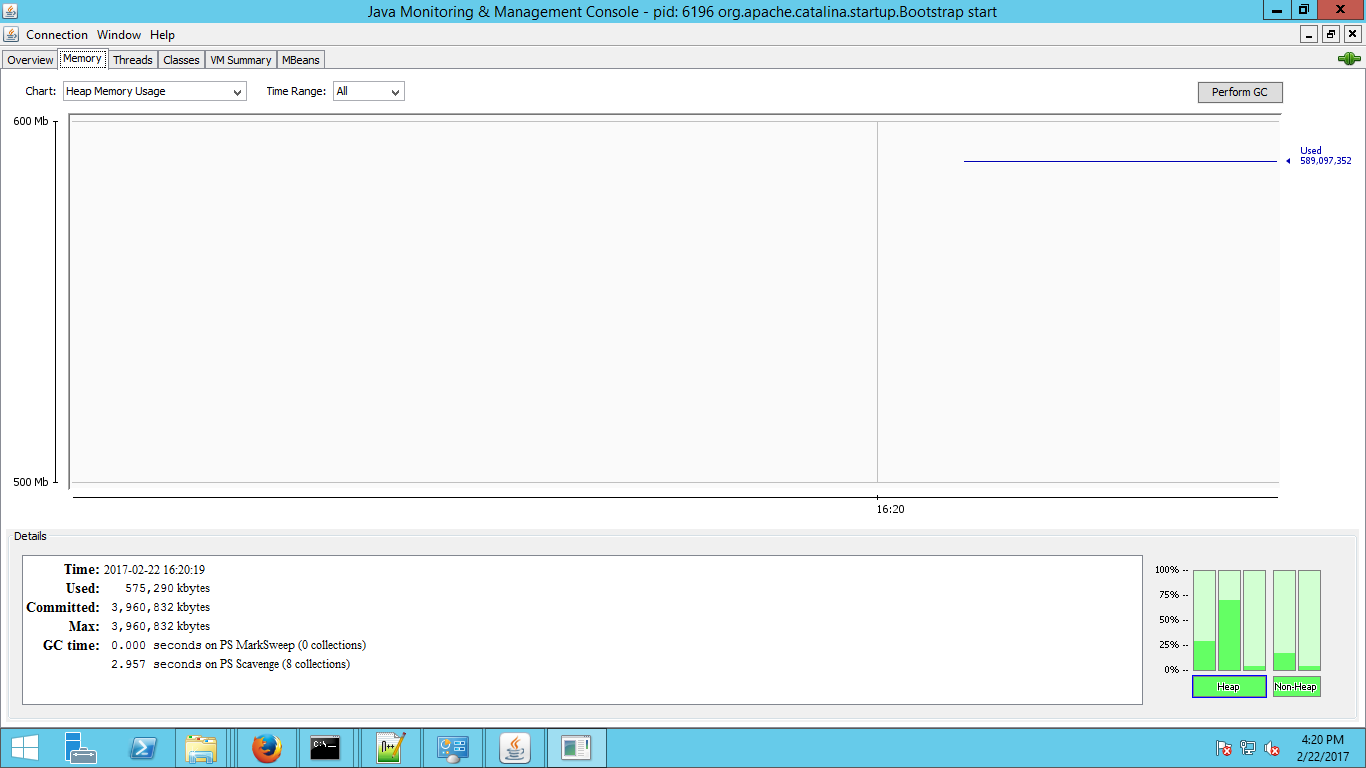 Java Monitoring & Management Console - pid: 6196 org.apache.catalina.startup.Bootstrap start
Connection Window Help
Overview Memory Threads Classes VM Summary MBeans
Chart: Heap Memory Usage Time Range: All Perform GC
600 Mb
Used
589,097,352
500 Mb
16:20
Details
Time: 2017-02-22 16:20:19
Used: 575,290 kbytes
Committed: 3,960,832 kbytes
Max: 3,960,832 kbytes
GC time: 0.000 seconds on PS MarkSweep (0 collections)
2.957 seconds on PS Scavenge (8 collections)
100% --
75% --
50% --
25% --
0% --
Heap Non-Heap
4:20 PM
2/22/2017